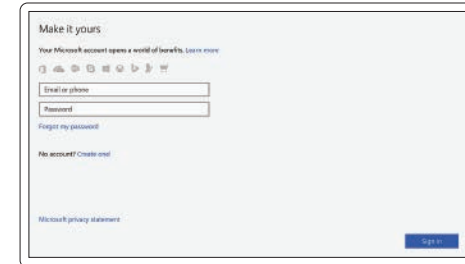 Make it yours
Your Microsoft account opens a world of benefits. Learn more
Email or phone
Password
Forgot my password
No account? Create one!
Microsoft privacy statement
Sign in